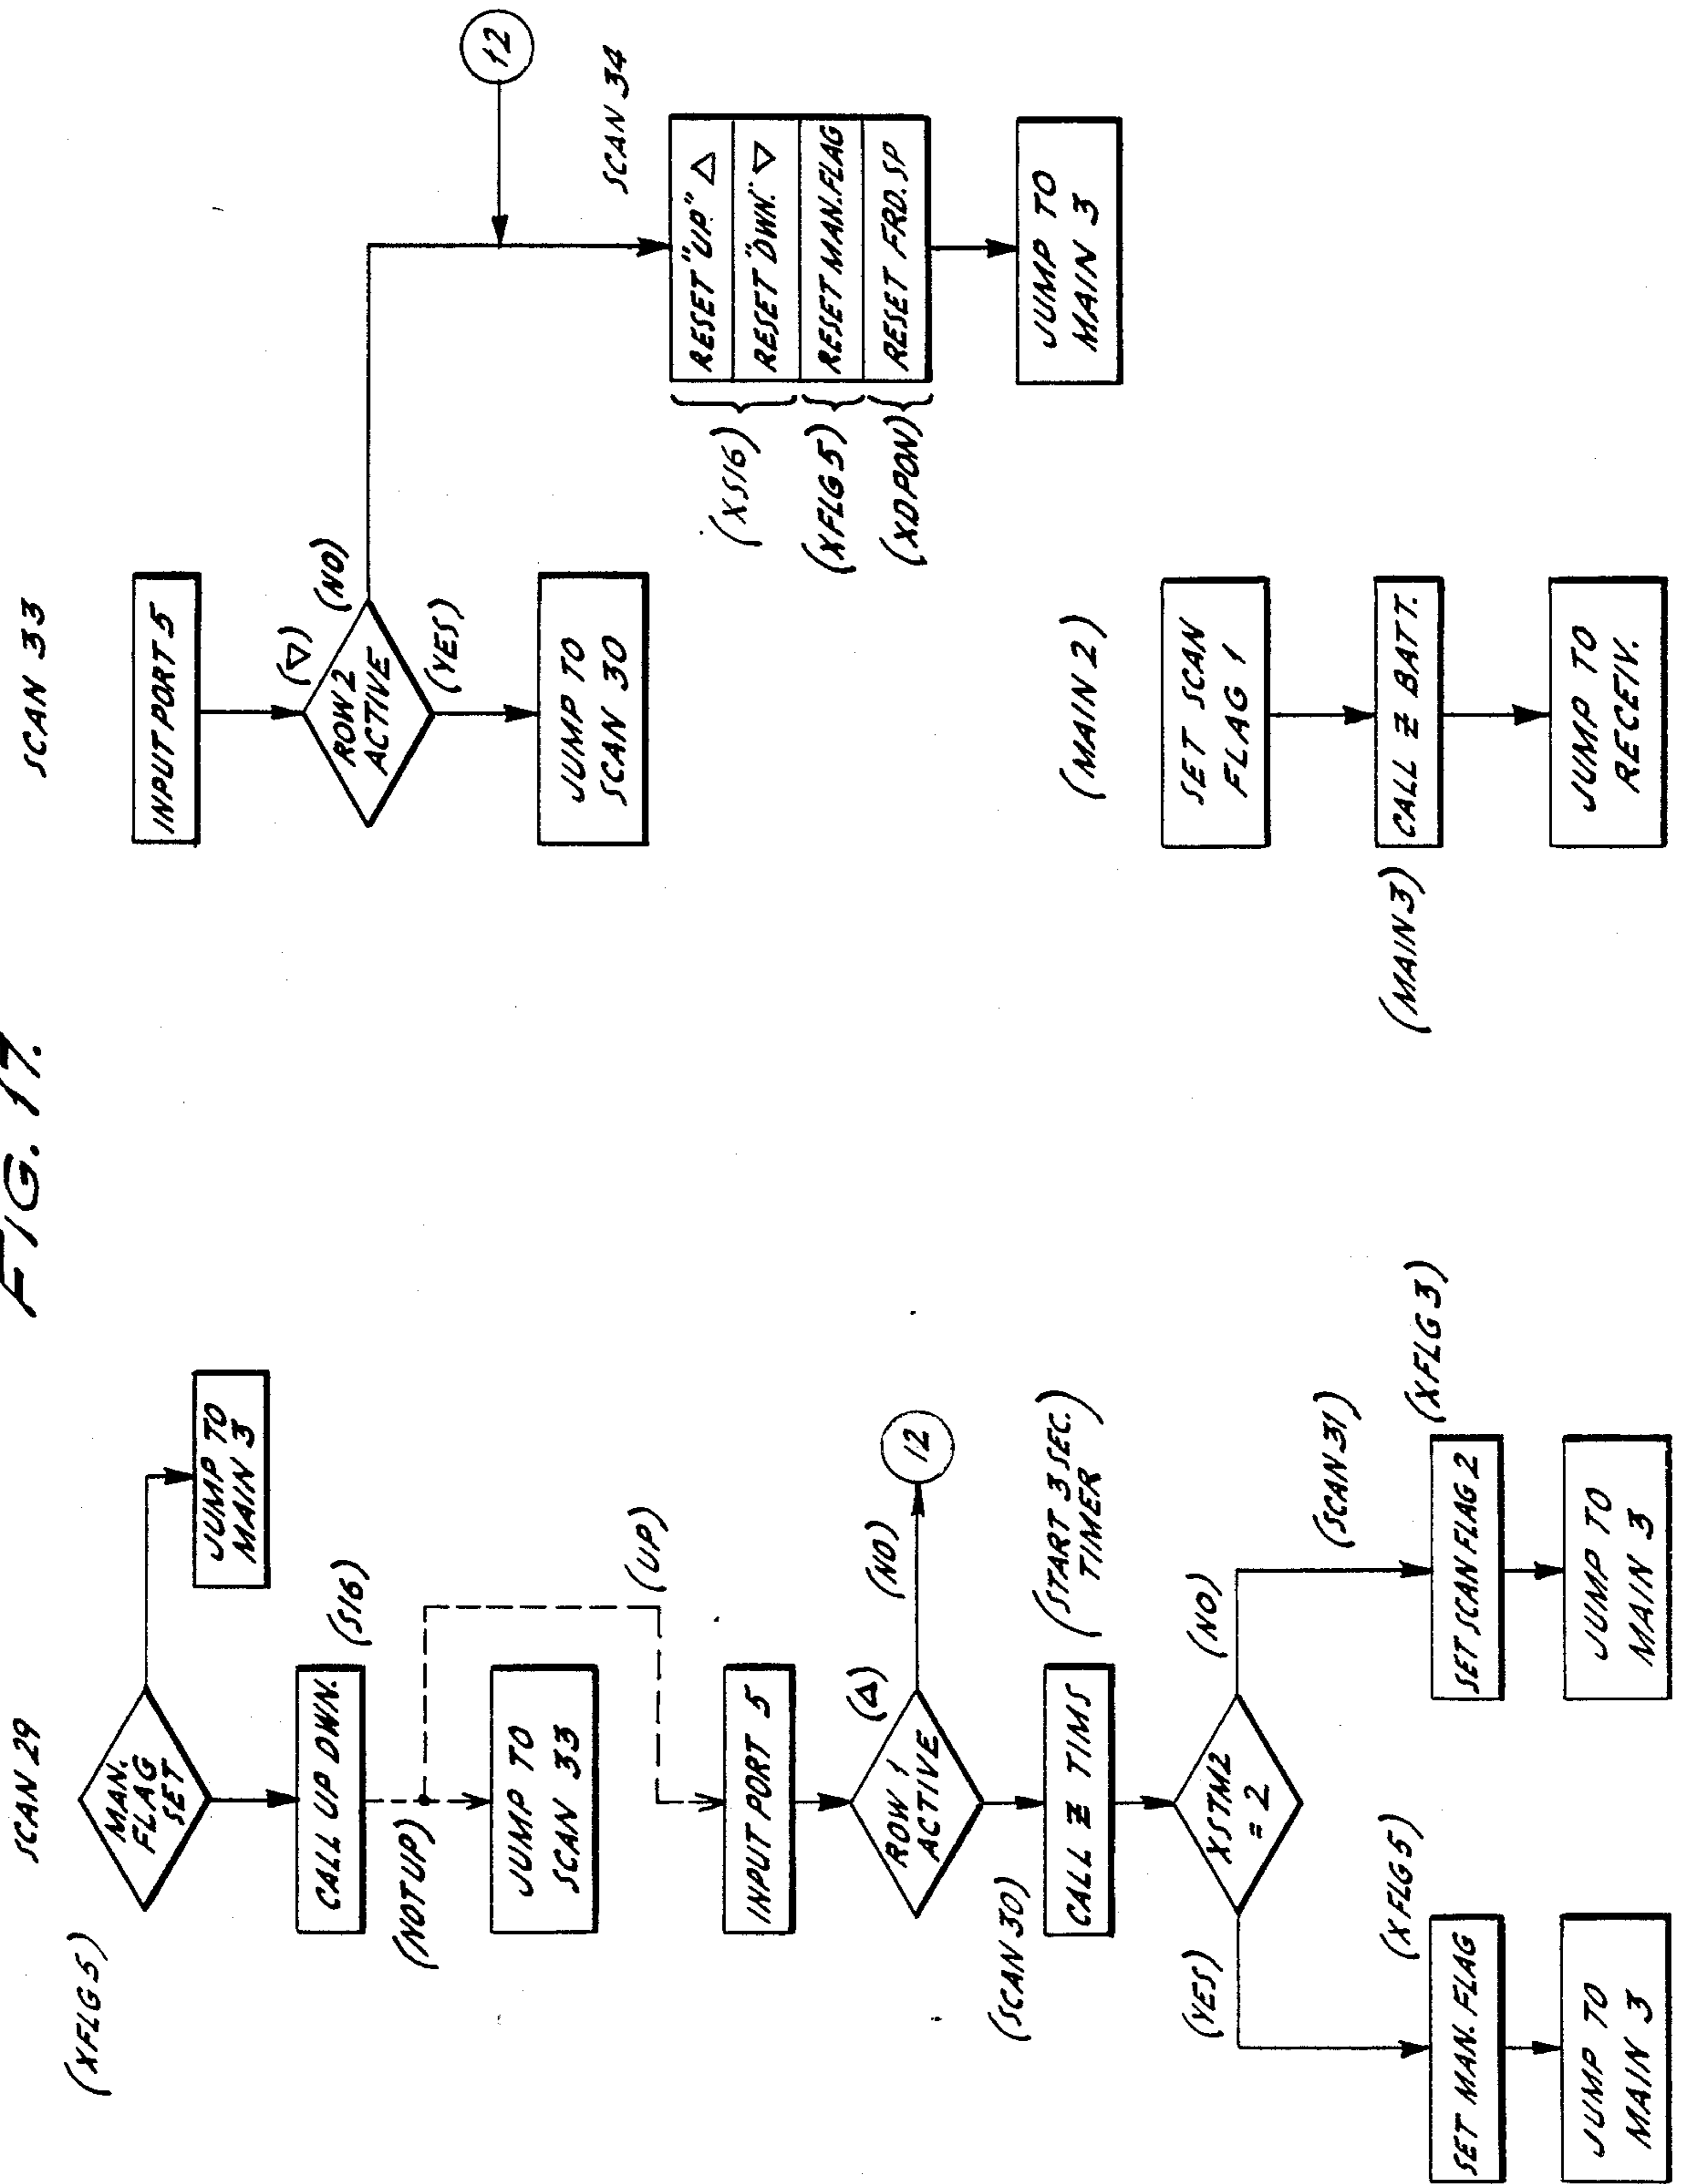 FIG. 17.
SCAN 29
(XFLG5)
MAN.
FLAG
SET
JUMP TO
MAIN 3
CALL UP DWN.
(S16)
(NOTUP)
(UP)
JUMP TO
SCAN 33
INPUT PORT 5
ROW 1
ACTIVE
(△)
(NO)
12
(SCAN 30)
CALL Z TIMS
(START 3 SEC.
TIMER)
XSTM2
= 2
(YES)
(NO)
(XFLG5)
SET MAN. FLAG
JUMP TO
MAIN 3
(SCAN 31)
(XFLG 3)
SET SCAN FLAG 2
JUMP TO
MAIN 3
SCAN 33
INPUT PORT 5
ROW 2
ACTIVE
(▽)
(NO)
(YES)
JUMP TO
SCAN 30
12
SCAN 34
RESET "UP" △
RESET "DWN." ▽
RESET MAN. FLAG
RESET FRD. SP
(XS16)
(XFLG 5)
(XDPON)
JUMP TO
MAIN 3
(MAIN 2)
SET SCAN
FLAG 1
(MAIN 3)
CALL Z BATT.
JUMP TO
RECEIV.